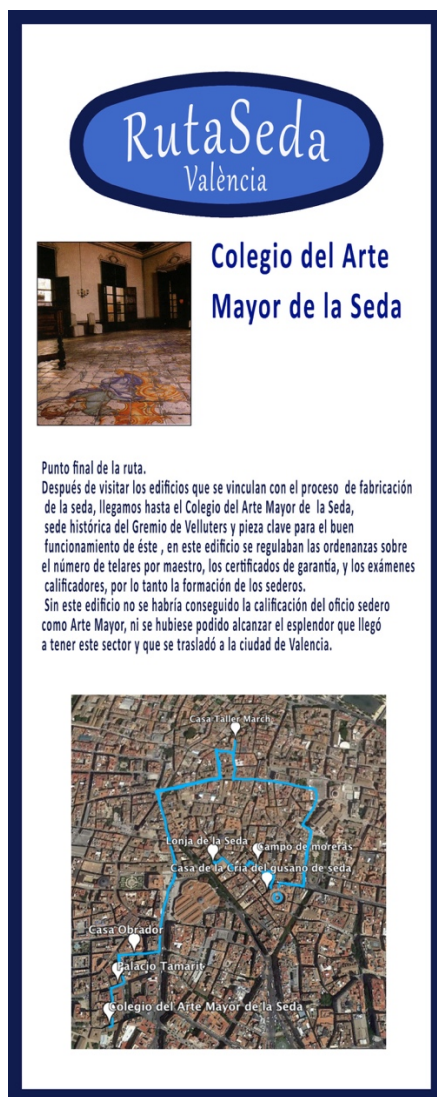 RutaSeda
València
Colegio del Arte
Mayor de la Seda
Punto final de la ruta.
Después de visitar los edificios que se vinculan con el proceso de fabricación
de la seda, llegamos hasta el Colegio del Arte Mayor de la Seda,
sede histórica del Gremio de Velluters y pieza clave para el buen
funcionamiento de éste , en este edificio se regulaban las ordenanzas sobre
el número de telares por maestro, los certificados de garantía, y los exámenes
calificadores, por lo tanto la formación de los sederos.
Sin este edificio no se habría conseguido la calificación del oficio sedero
como Arte Mayor, ni se hubiese podido alcanzar el esplendor que llegó
a tener este sector y que se trasladó a la ciudad de Valencia.
Casa Taller March
Lonja de la Seda
Campo de moreras
Casa de la Cría del gusano de seda
Casa Obrador
Palacio Tamarit
Colegio del Arte Mayor de la Seda